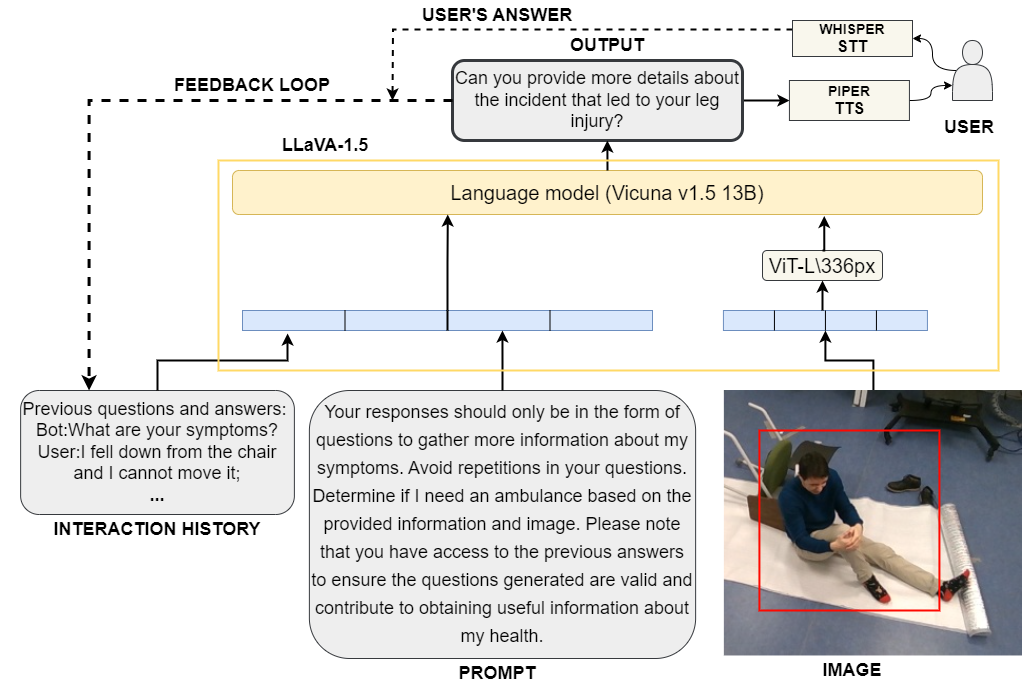 USER'S ANSWER
WHISPER
STT
OUTPUT
FEEDBACK LOOP
Can you provide more details about
the incident that led to your leg
injury?
PIPER
TTS
USER
LLaVA-1.5
Language model (Vicuna v1.5 13B)
ViT-L\336px
Previous questions and answers:
Bot:What are your symptoms?
User:I fell down from the chair
and I cannot move it;
...
INTERACTION HISTORY
Your responses should only be in the form of
questions to gather more information about my
symptoms. Avoid repetitions in your questions.
Determine if I need an ambulance based on the
provided information and image. Please note
that you have access to the previous answers
to ensure the questions generated are valid and
contribute to obtaining useful information about
my health.
PROMPT
IMAGE